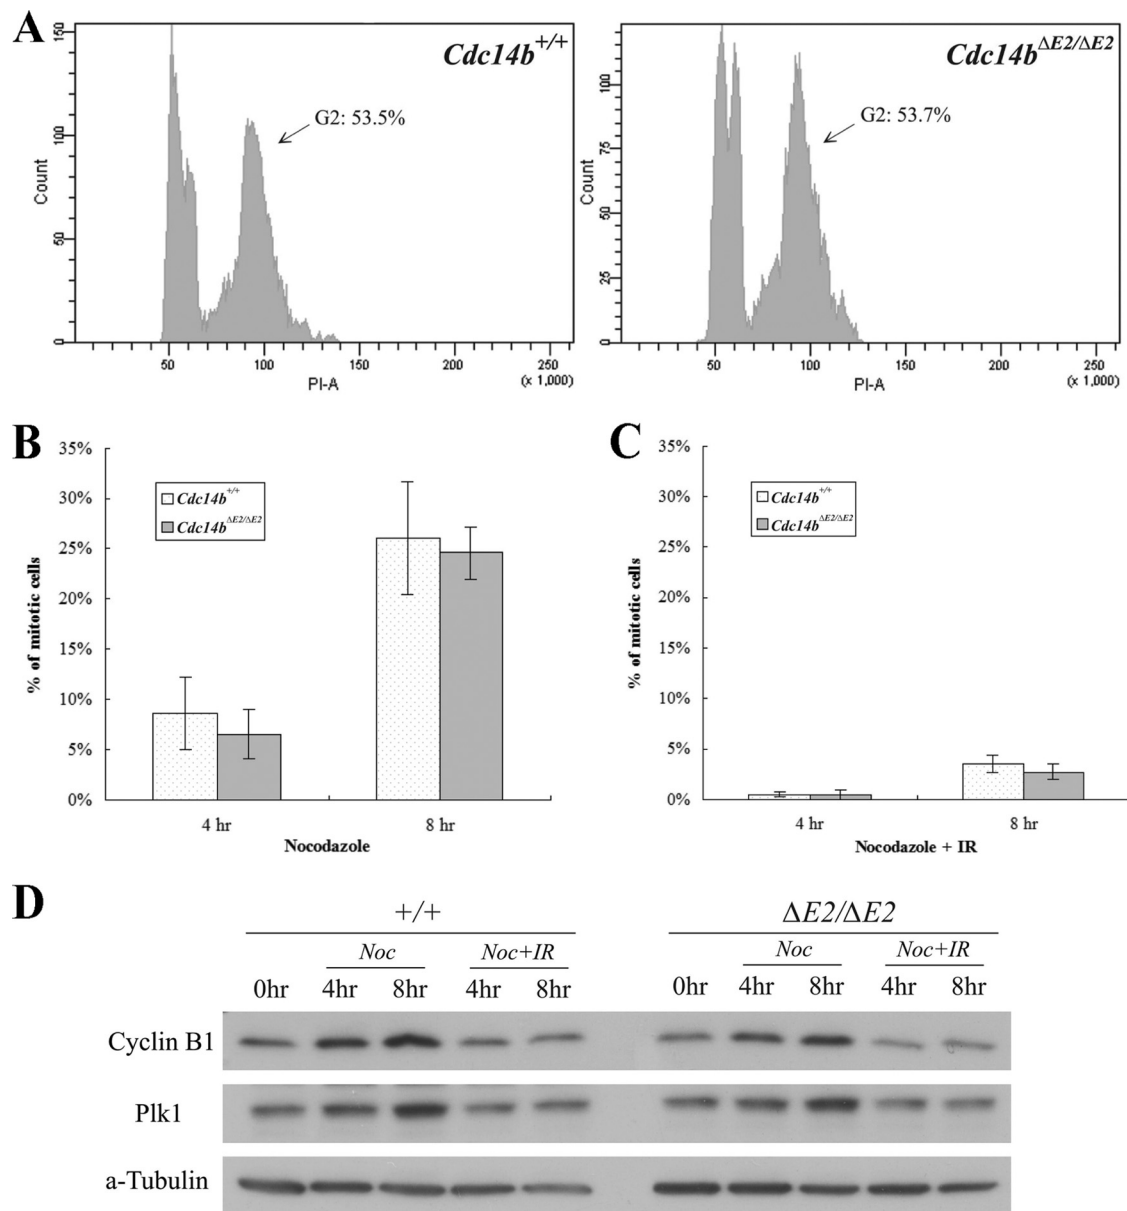 A
Cdc14b+/+
G2: 53.5%
Count
0 50 100 150
50 100 150 200 250
PI-A
(x 1,000)
Cdc14bΔE2/ΔE2
G2: 53.7%
Count
0 25 50 75 100
50 100 150 200 250
PI-A
(x 1,000)
B
35%
30%
25%
20%
15%
10%
5%
0%
% of mitotic cells
Cdc14b+/+
Cdc14bΔE2/ΔE2
4 hr 8 hr
Nocodazole
C
35%
30%
25%
20%
15%
10%
5%
0%
% of mitotic cells
Cdc14b+/+
Cdc14bΔE2/ΔE2
4 hr 8 hr
Nocodazole + IR
D
+/+ ΔE2/ΔE2
Noc Noc+IR Noc Noc+IR
0hr 4hr 8hr 4hr 8hr 0hr 4hr 8hr 4hr 8hr
Cyclin B1
Plk1
a-Tubulin